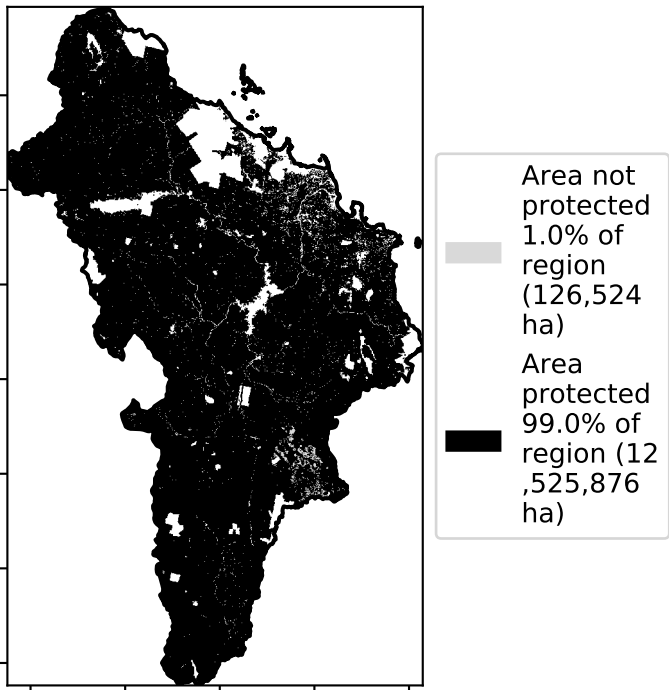 Area not
protected
1.0% of
region
(126,524
ha)
Area
protected
99.0% of
region (12
,525,876
ha)